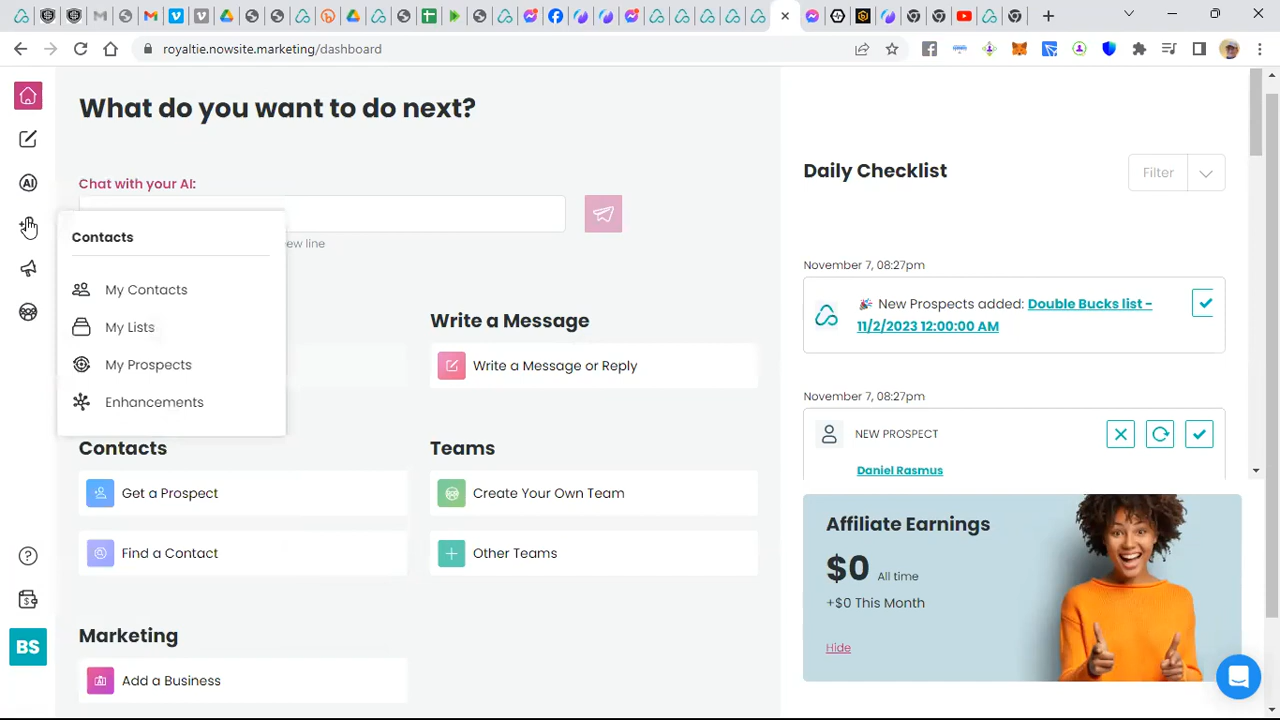 royaltie.nowsite.marketing/dashboard
What do you want to do next?
Chat with your AI:
ew line
AI
Contacts
My Contacts
My Lists
My Prospects
Enhancements
Write a Message
Write a Message or Reply
Contacts
Get a Prospect
Find a Contact
Teams
Create Your Own Team
Other Teams
Marketing
AI
Add a Business
BS
Daily Checklist
Filter
November 7, 08:27pm
New Prospects added: Double Bucks list -
11/2/2023 12:00:00 AM
November 7, 08:27pm
NEW PROSPECT
Daniel Rasmus
Affiliate Earnings
$0 All time
+$0 This Month
Hide